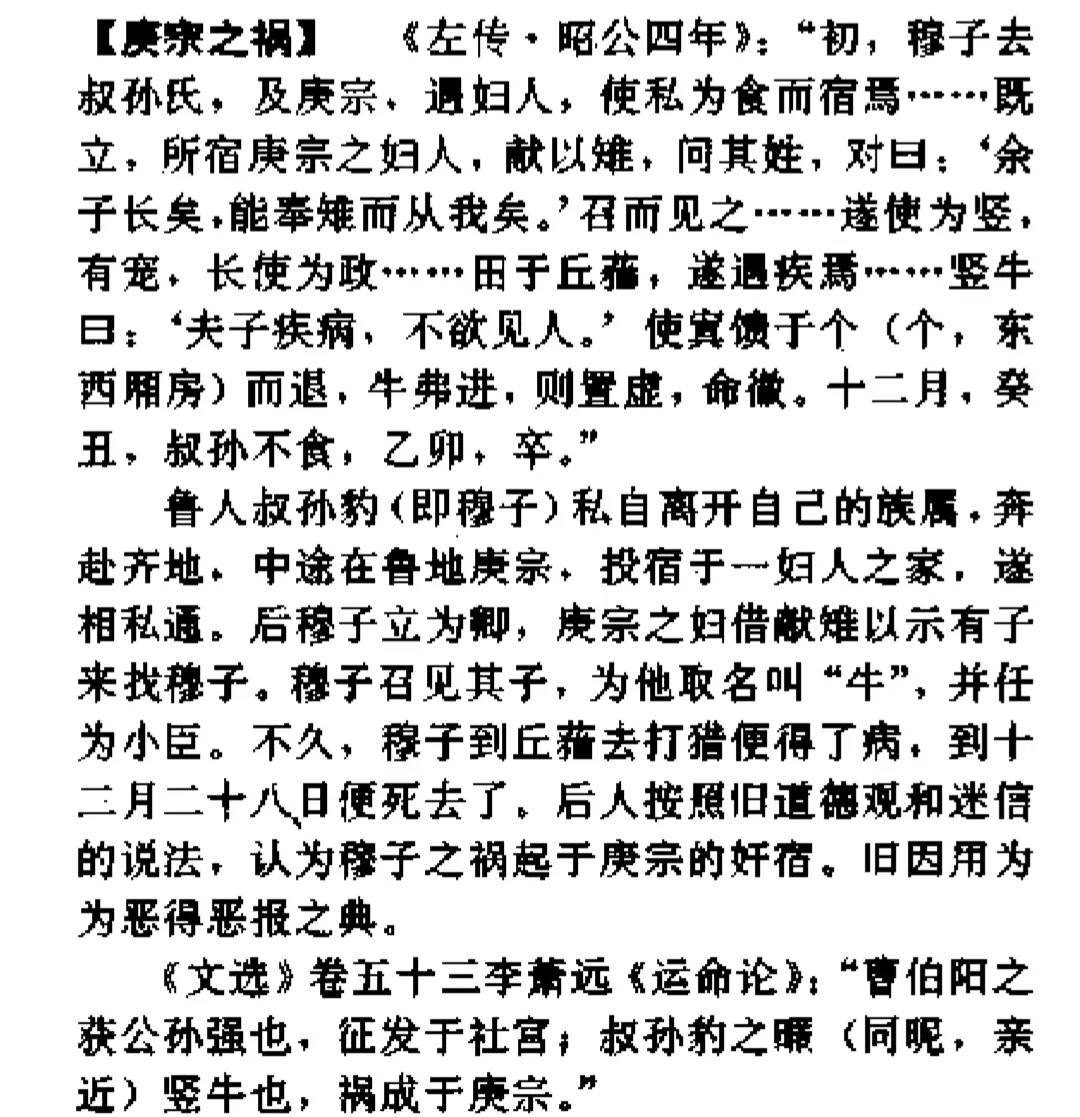 【庚宗之祸】 《左传·昭公四年》：“初，穆子去
叔孙氏，及庚宗，遇妇人，使私为食而宿焉……既
立，所宿庚宗之妇人，献以雉，问其姓，对曰：‘余
子长矣，能奉雉而从我矣。’召而见之……遂使为竖，
有宠，长使为政……田于丘蕕，遂遇疾焉……竖牛
曰：‘夫子疾病，不欲见人。’使寘馈于个（个，东
西厢房）而退，牛弗进，则置虚，命徹。十二月，癸
丑，叔孙不食，乙卯，卒。”
鲁人叔孙豹（即穆子）私自离开自己的族属，奔
赴齐地，中途在鲁地庚宗，投宿于一妇人之家，遂
相私通。后穆子立为卿，庚宗之妇借献雉以示有子
来找穆子。穆子召见其子，为他取名叫“牛”，并任
为小臣。不久，穆子到丘蕕去打猎便得了病，到十
二月二十八日便死去了。后人按照旧道德观和迷信
的说法，认为穆子之祸起于庚宗的奸宿。旧因用为
为恶得恶报之典。
《文选》卷五十三李萧远《运命论》：“曹伯阳之
获公孙强也，征发于社宫；叔孙豹之暱（同昵，亲
近）竖牛也，祸成于庚宗。”